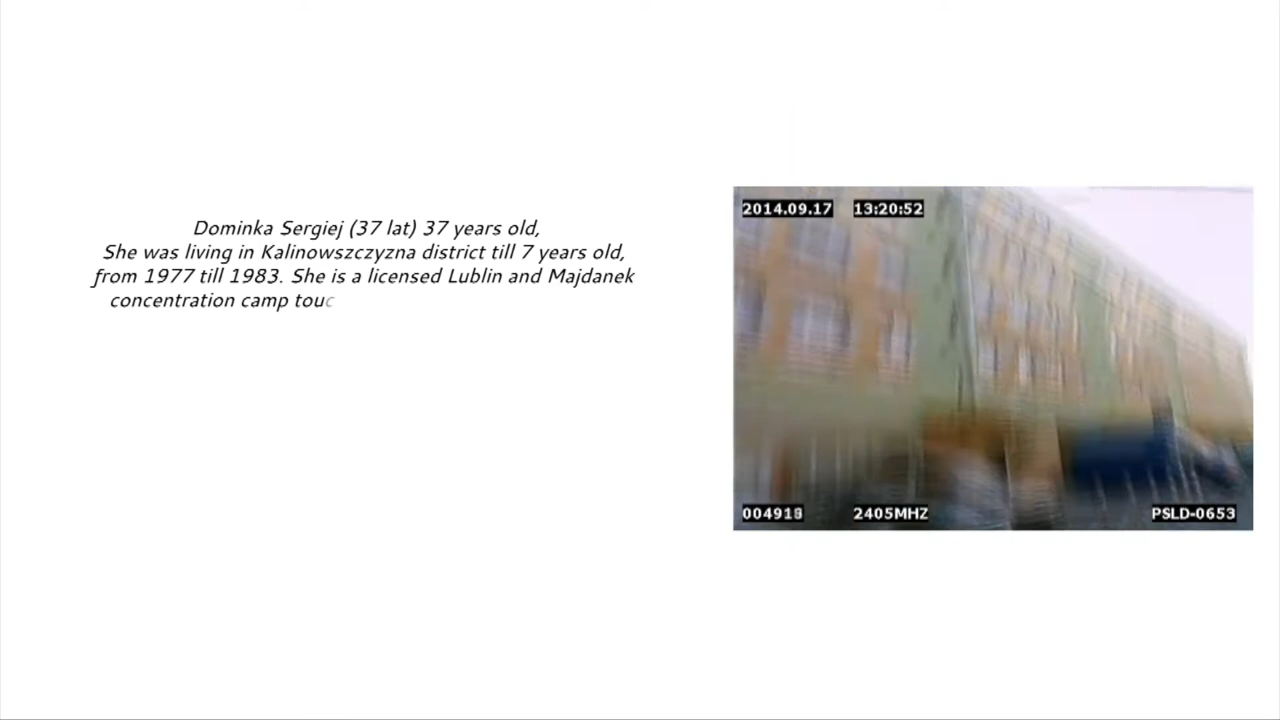 Dominka Sergiej (37 lat) 37 years old,
She was living in Kalinowszczyzna district till 7 years old,
from 1977 till 1983. She is a licensed Lublin and Majdanek
concentration camp touc
2014.09.17 13:20:52
2405MHZ PSLD-0653